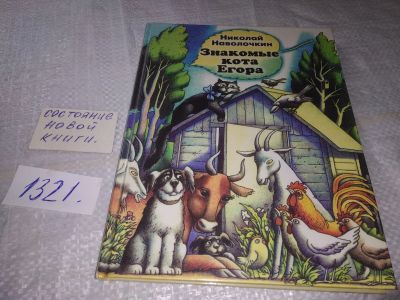 Николай
Наволочкин
Знакомые
кота
Егора
состояние
новой
книги.
1321.